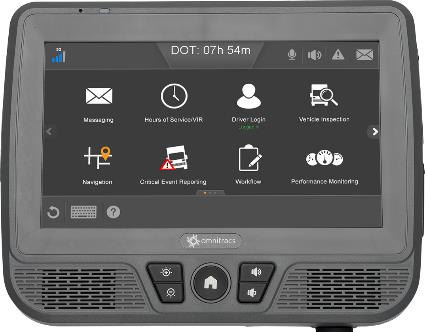 3G
DOT: 07h 54m
Messaging
Hours of Service/VIR
Driver Login
Vehicle Inspection
Navigation
Critical Event Reporting
Workflow
Performance Monitoring
?
omnitracs